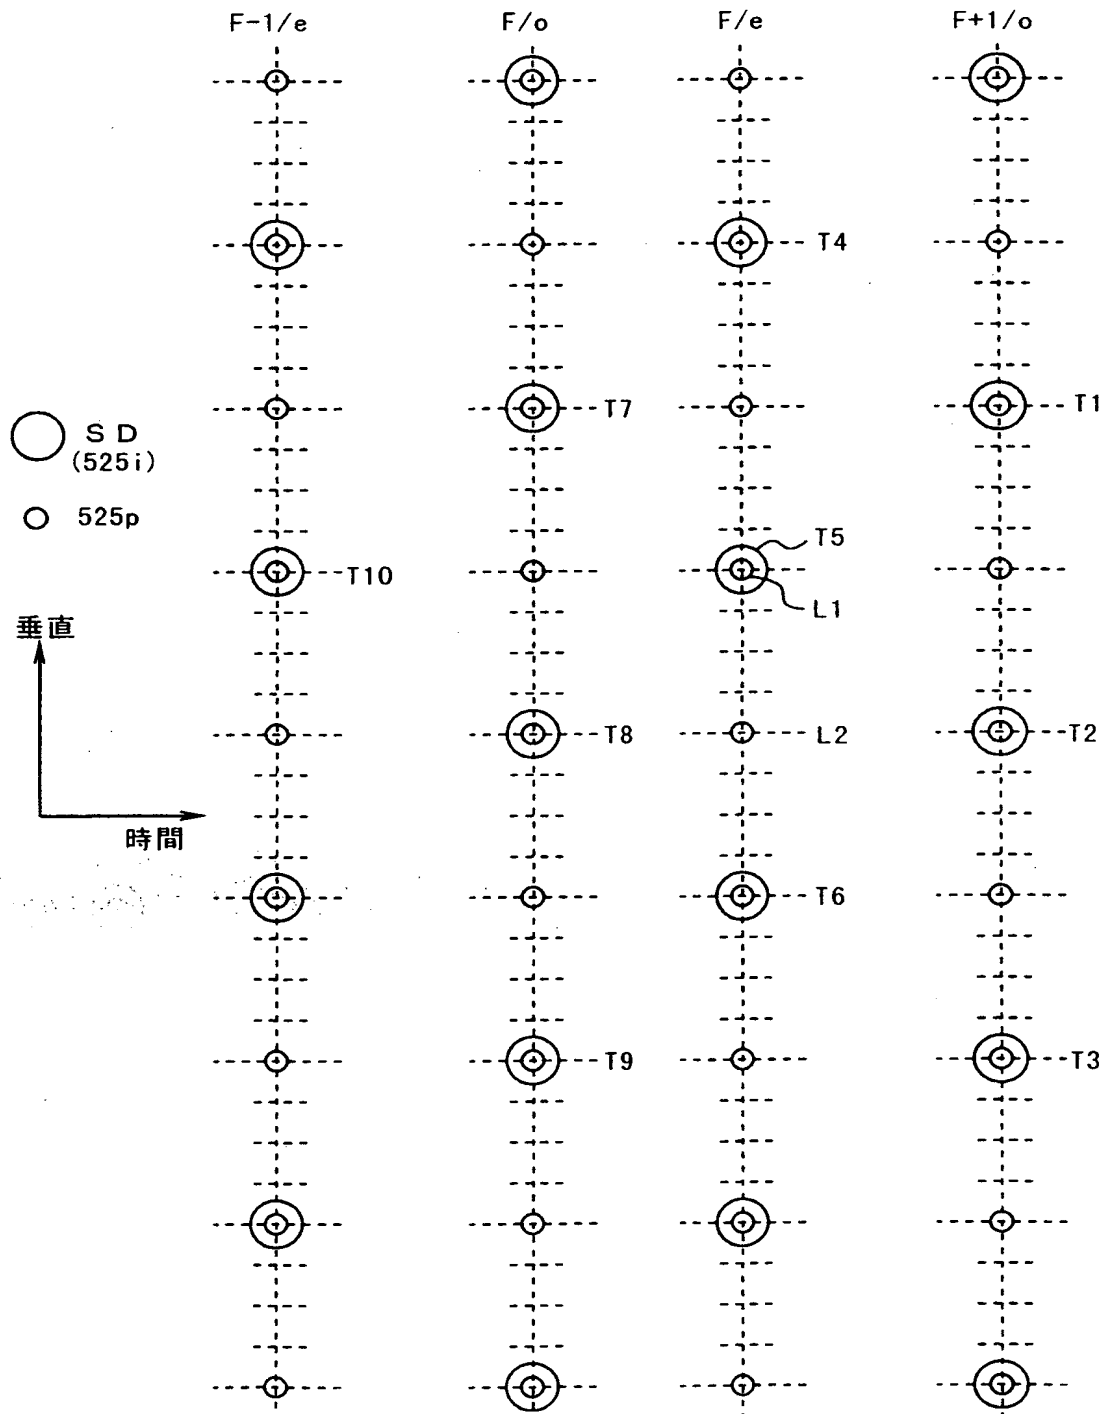 F-1/e F/o F/e F+1/o
T4
T7 T1
SD
(525i)
525p
T5
T10
L1
垂直
T8 L2 T2
時間
T6
T9 T3